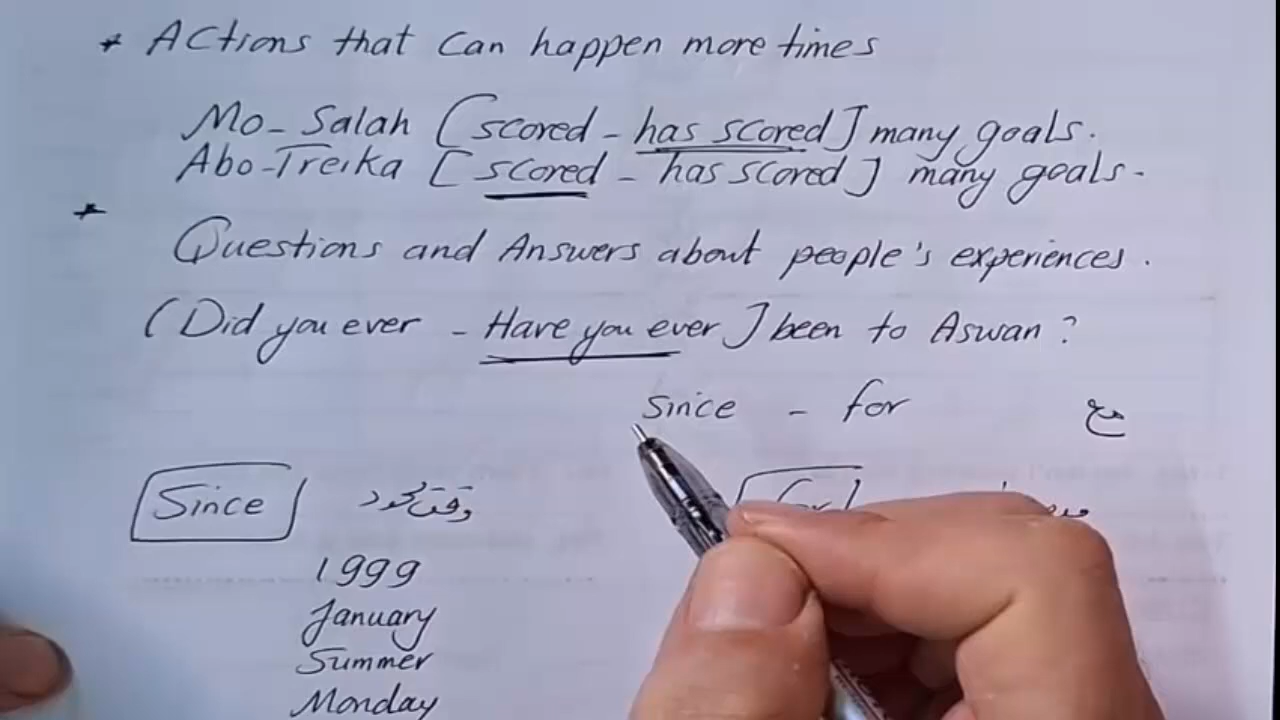 * Actions that can happen more times
Mo-Salah [scored - has scored] many goals.
Abo-Treika [scored - has scored] many goals.
*
Questions and Answers about people's experiences.
(Did you ever - Have you ever] been to Aswan?
since - for مع
Since وقت محدد
1999
January
Summer
Monday